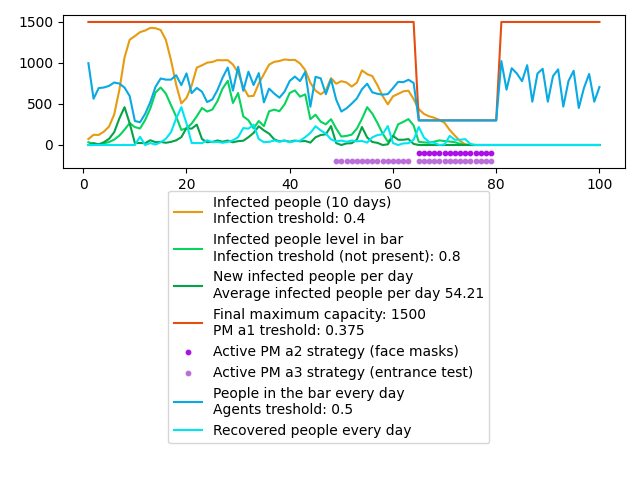 1500
1000
500
0
0 20 40 60 80 100
Infected people (10 days)
Infection treshold: 0.4
Infected people level in bar
Infection treshold (not present): 0.8
New infected people per day
Average infected people per day 54.21
Final maximum capacity: 1500
PM a1 treshold: 0.375
Active PM a2 strategy (face masks)
Active PM a3 strategy (entrance test)
People in the bar every day
Agents treshold: 0.5
Recovered people every day